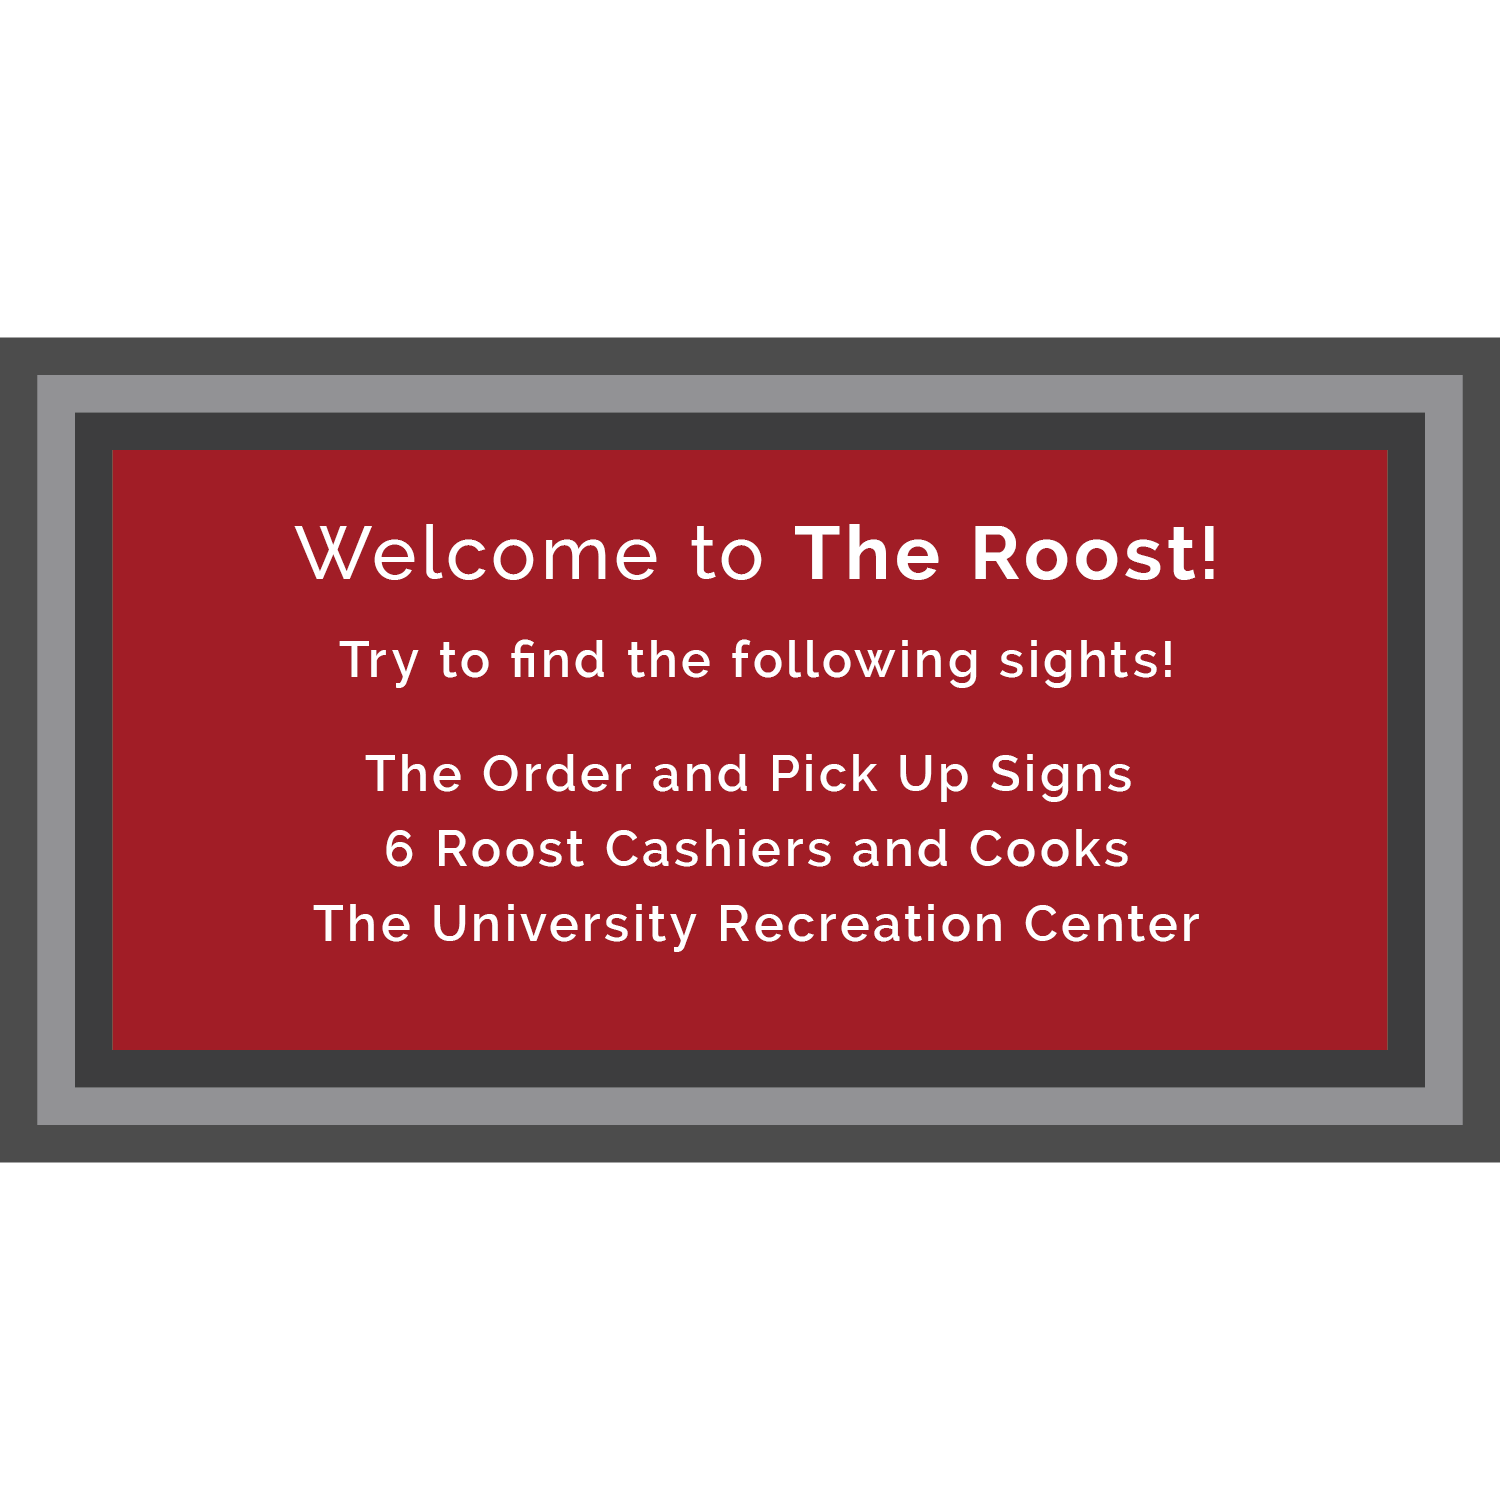 Welcome to The Roost!
Try to find the following sights!
The Order and Pick Up Signs
6 Roost Cashiers and Cooks
The University Recreation Center